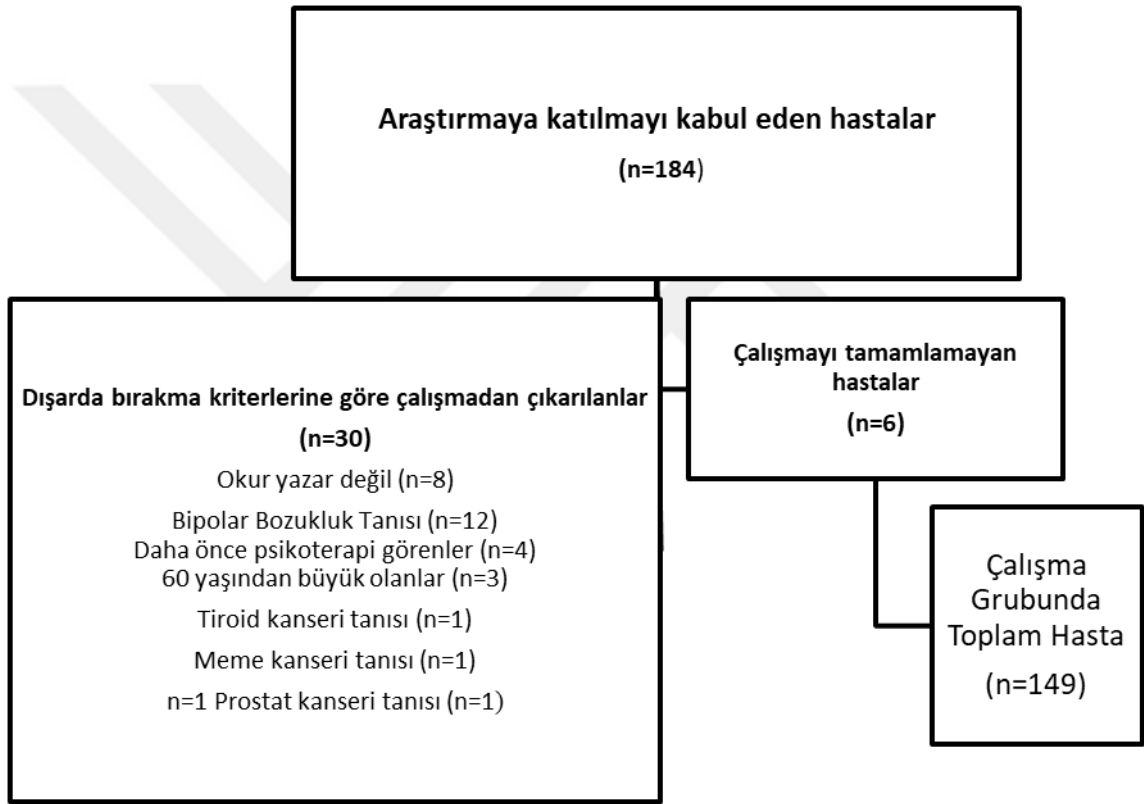 Araştırmaya katılmayı kabul eden hastalar
(n=184)
Dışarda bırakma kriterlerine göre çalışmadan çıkarılanlar
(n=30)
Okur yazar değil (n=8)
Bipolar Bozukluk Tanısı (n=12)
Daha önce psikoterapi görenler (n=4)
60 yaşından büyük olanlar (n=3)
Tiroid kanseri tanısı (n=1)
Meme kanseri tanısı (n=1)
n=1 Prostat kanseri tanısı (n=1)
Çalışmayı tamamlamayan
hastalar
(n=6)
Çalışma
Grubunda
Toplam Hasta
(n=149)